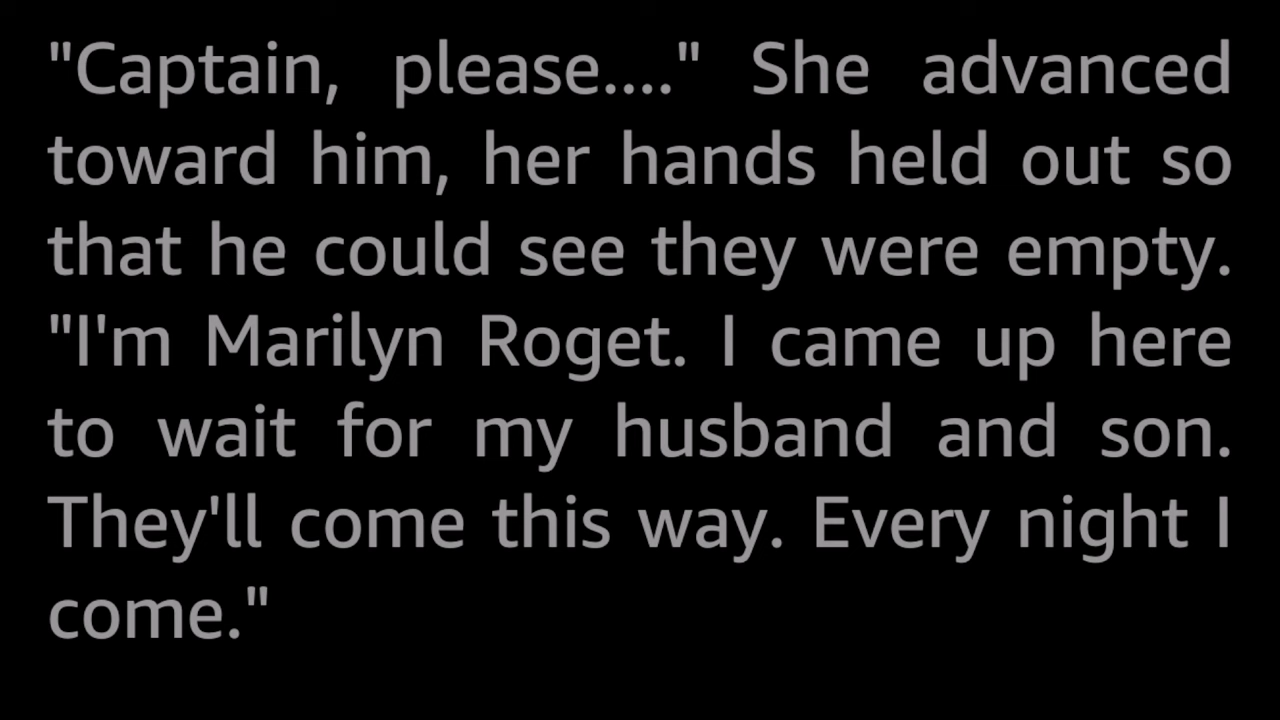 "Captain, please...." She advanced
toward him, her hands held out so
that he could see they were empty.
"I'm Marilyn Roget. I came up here
to wait for my husband and son.
They'll come this way. Every night I
come."